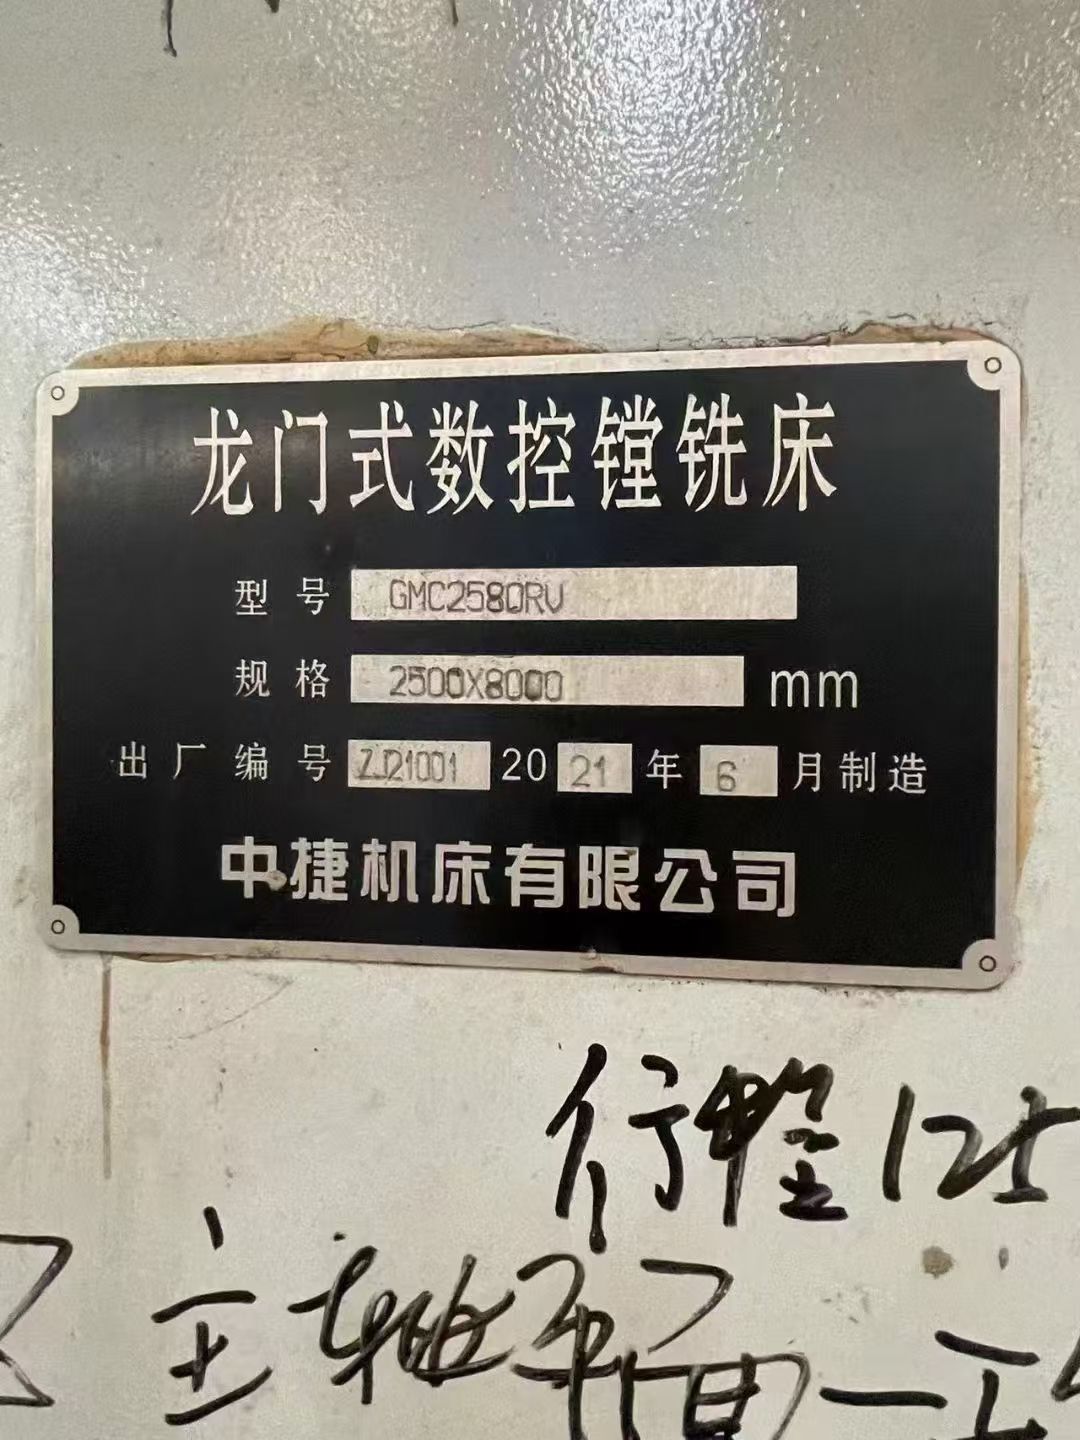 龙门式数控镗铣床
型号 GMC2580RV
规格 2500X8000 mm
出厂编号 ZJ21001 2021年6月制造
中捷机床有限公司
行程125
主轴